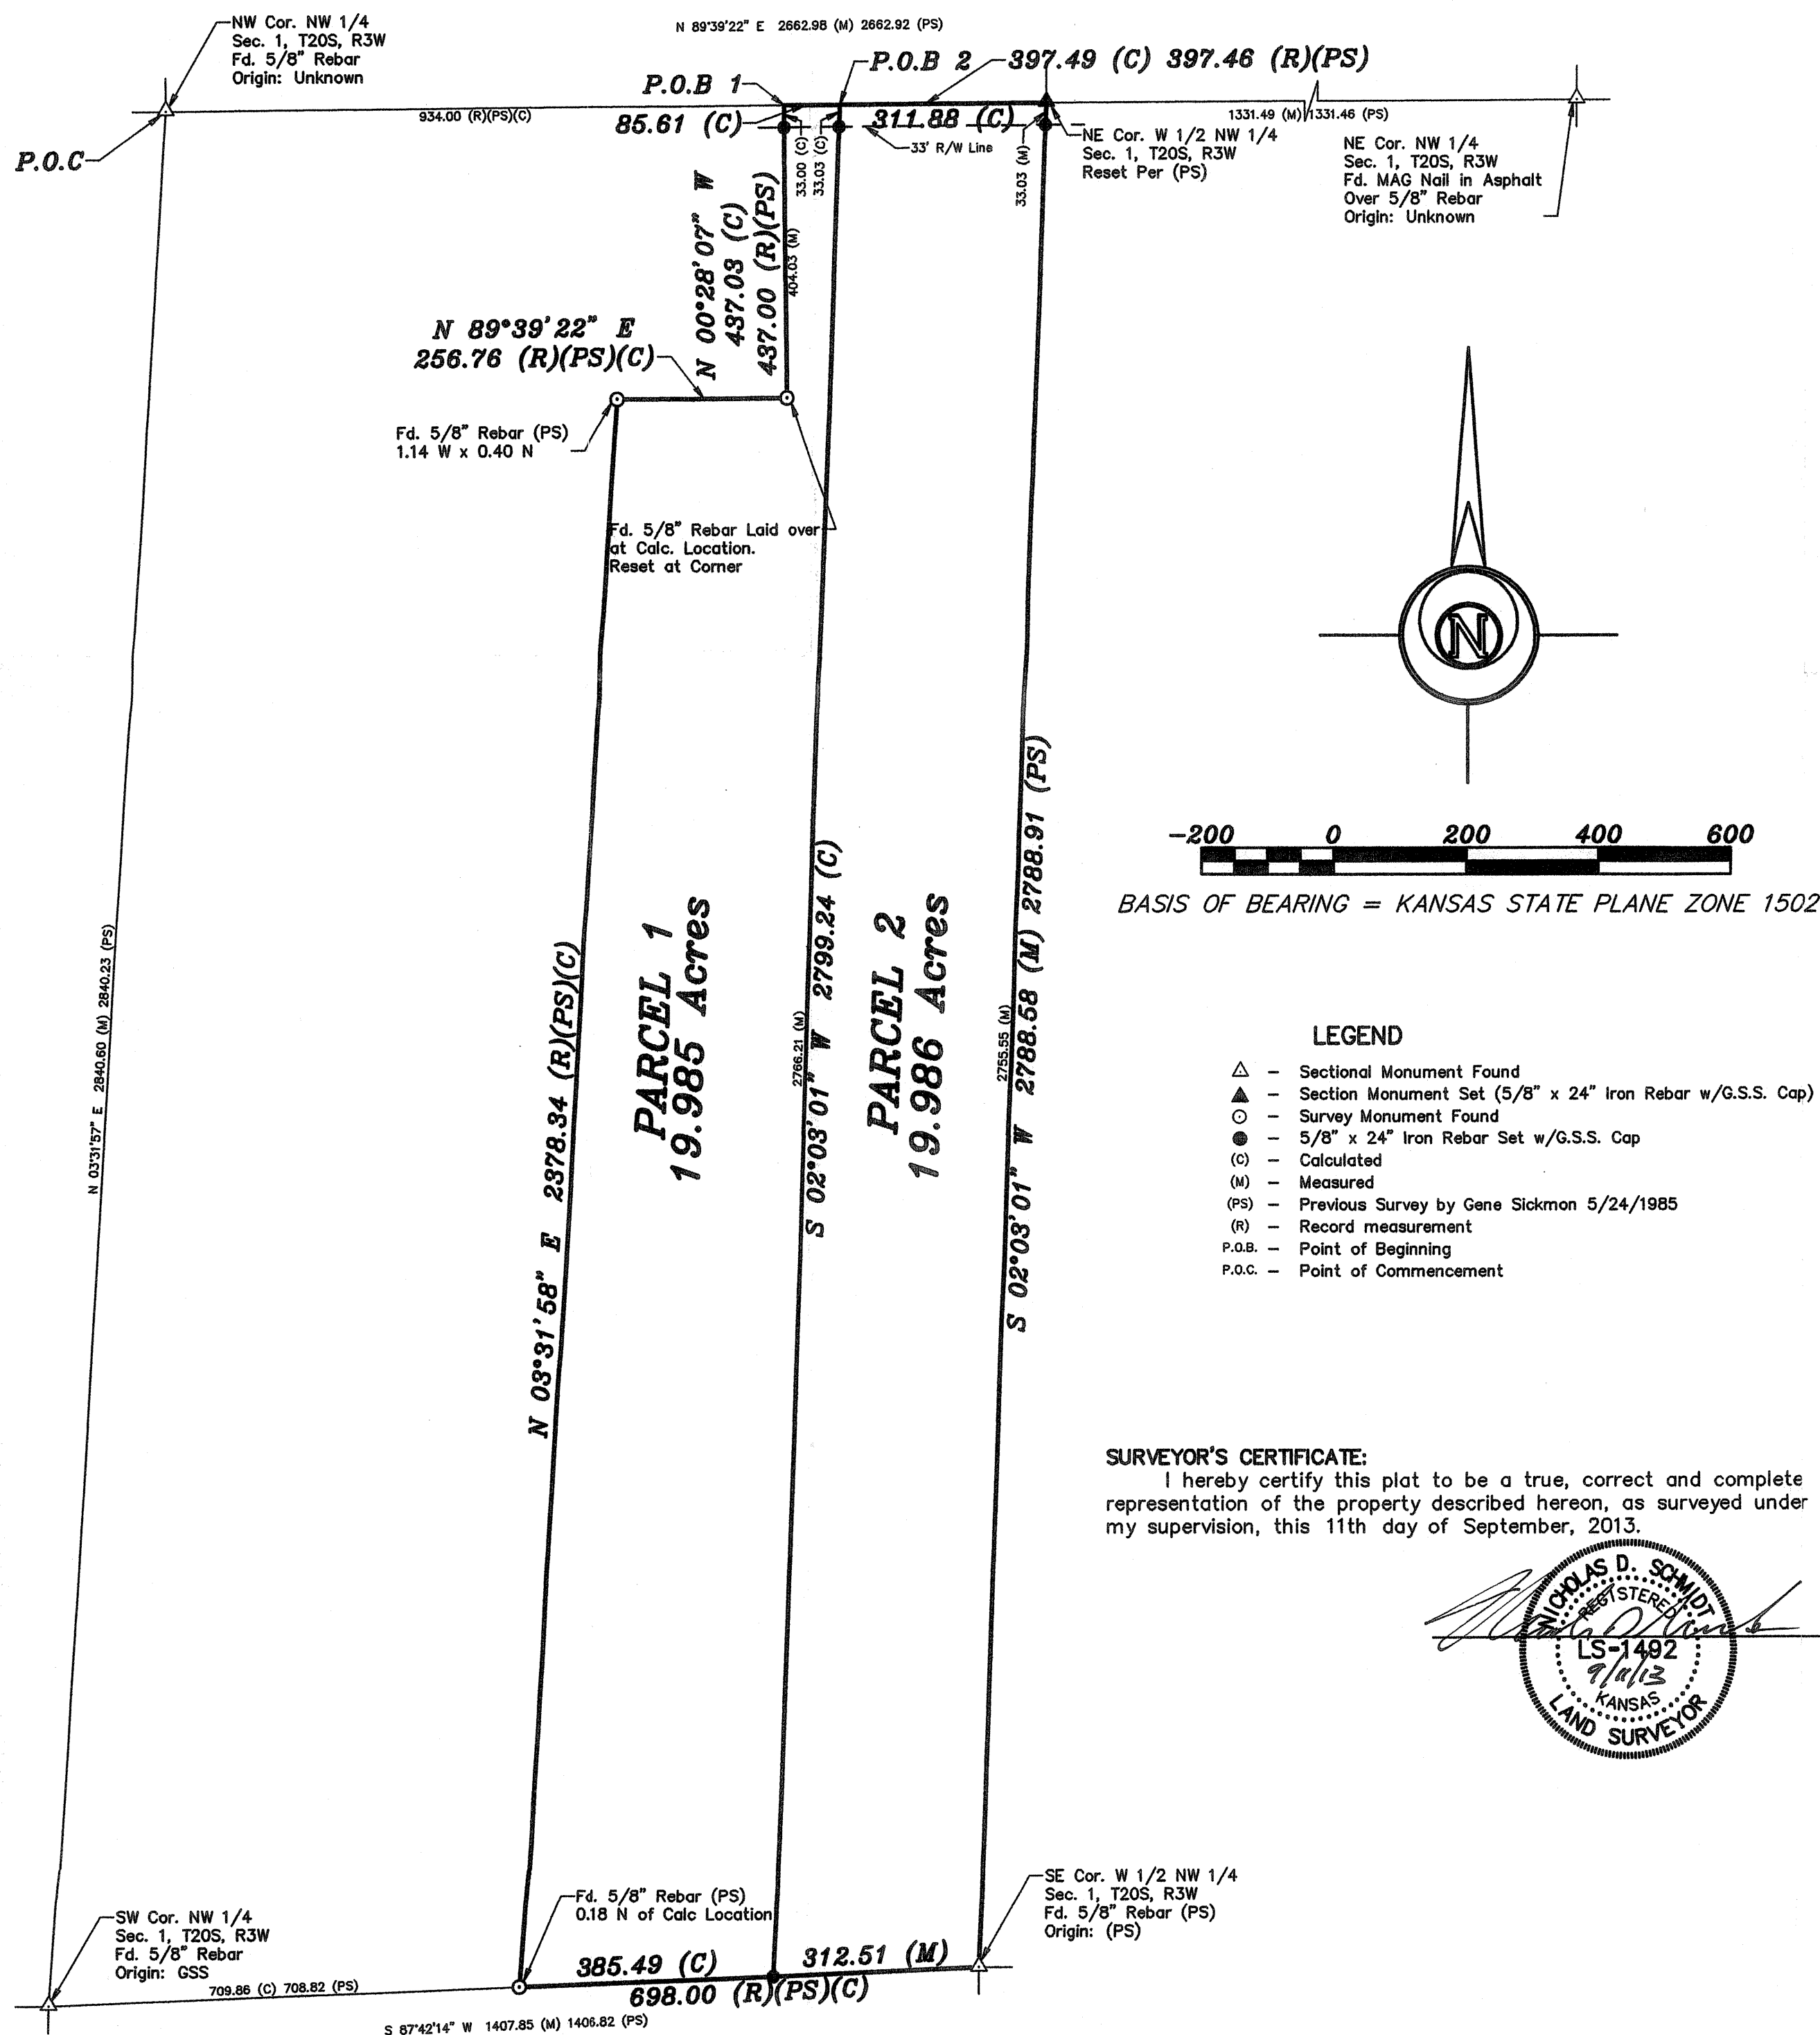 NW Cor. NW 1/4
Sec. 1, T20S, R3W
Fd. 5/8" Rebar
Origin: Unknown
N 89°39'22" E 2662.98 (M) 2662.92 (PS)
P.O.B 1
P.O.B 2
397.49 (C) 397.46 (R)(PS)
934.00 (R)(PS)(C)
85.61 (C)
311.88 (C)
1331.49 (M) 1331.46 (PS)
P.O.C
33' R/W Line
33.00 (C)
33.03 (C)
33.03 (M)
NE Cor. W 1/2 NW 1/4
Sec. 1, T20S, R3W
Reset Per (PS)
NE Cor. NW 1/4
Sec. 1, T20S, R3W
Fd. MAG Nail in Asphalt
Over 5/8" Rebar
Origin: Unknown
N 00°28'07" W
437.03 (C)
437.00 (R)(PS)
404.03 (M)
N 89°39'22" E
256.76 (R)(PS)(C)
Fd. 5/8" Rebar (PS)
1.14 W x 0.40 N
Fd. 5/8" Rebar Laid over
at Calc. Location.
Reset at Corner
N
-200 0 200 400 600
BASIS OF BEARING = KANSAS STATE PLANE ZONE 1502
N 03°31'57" E 2840.60 (M) 2840.23 (PS)
N 03°31'58" E 2378.34 (R)(PS)(C)
PARCEL 1
19.985 Acres
2766.21 (M)
S 02°03'01" W 2799.24 (C)
PARCEL 2
19.986 Acres
2755.55 (M)
S 02°03'01" W 2788.58 (M) 2788.91 (PS)
LEGEND
△ – Sectional Monument Found
▲ – Section Monument Set (5/8" x 24" Iron Rebar w/G.S.S. Cap)
⊙ – Survey Monument Found
● – 5/8" x 24" Iron Rebar Set w/G.S.S. Cap
(C) – Calculated
(M) – Measured
(PS) – Previous Survey by Gene Sickmon 5/24/1985
(R) – Record measurement
P.O.B. – Point of Beginning
P.O.C. – Point of Commencement
SURVEYOR'S CERTIFICATE:
I hereby certify this plat to be a true, correct and complete
representation of the property described hereon, as surveyed under
my supervision, this 11th day of September, 2013.
NICHOLAS D. SCHMIDT
REGISTERED
LS-1492
9/11/13
KANSAS
LAND SURVEYOR
SW Cor. NW 1/4
Sec. 1, T20S, R3W
Fd. 5/8" Rebar
Origin: GSS
Fd. 5/8" Rebar (PS)
0.18 N of Calc Location
SE Cor. W 1/2 NW 1/4
Sec. 1, T20S, R3W
Fd. 5/8" Rebar (PS)
Origin: (PS)
385.49 (C)
312.51 (M)
709.86 (C) 708.82 (PS)
698.00 (R)(PS)(C)
S 87°42'14" W 1407.85 (M) 1406.82 (PS)